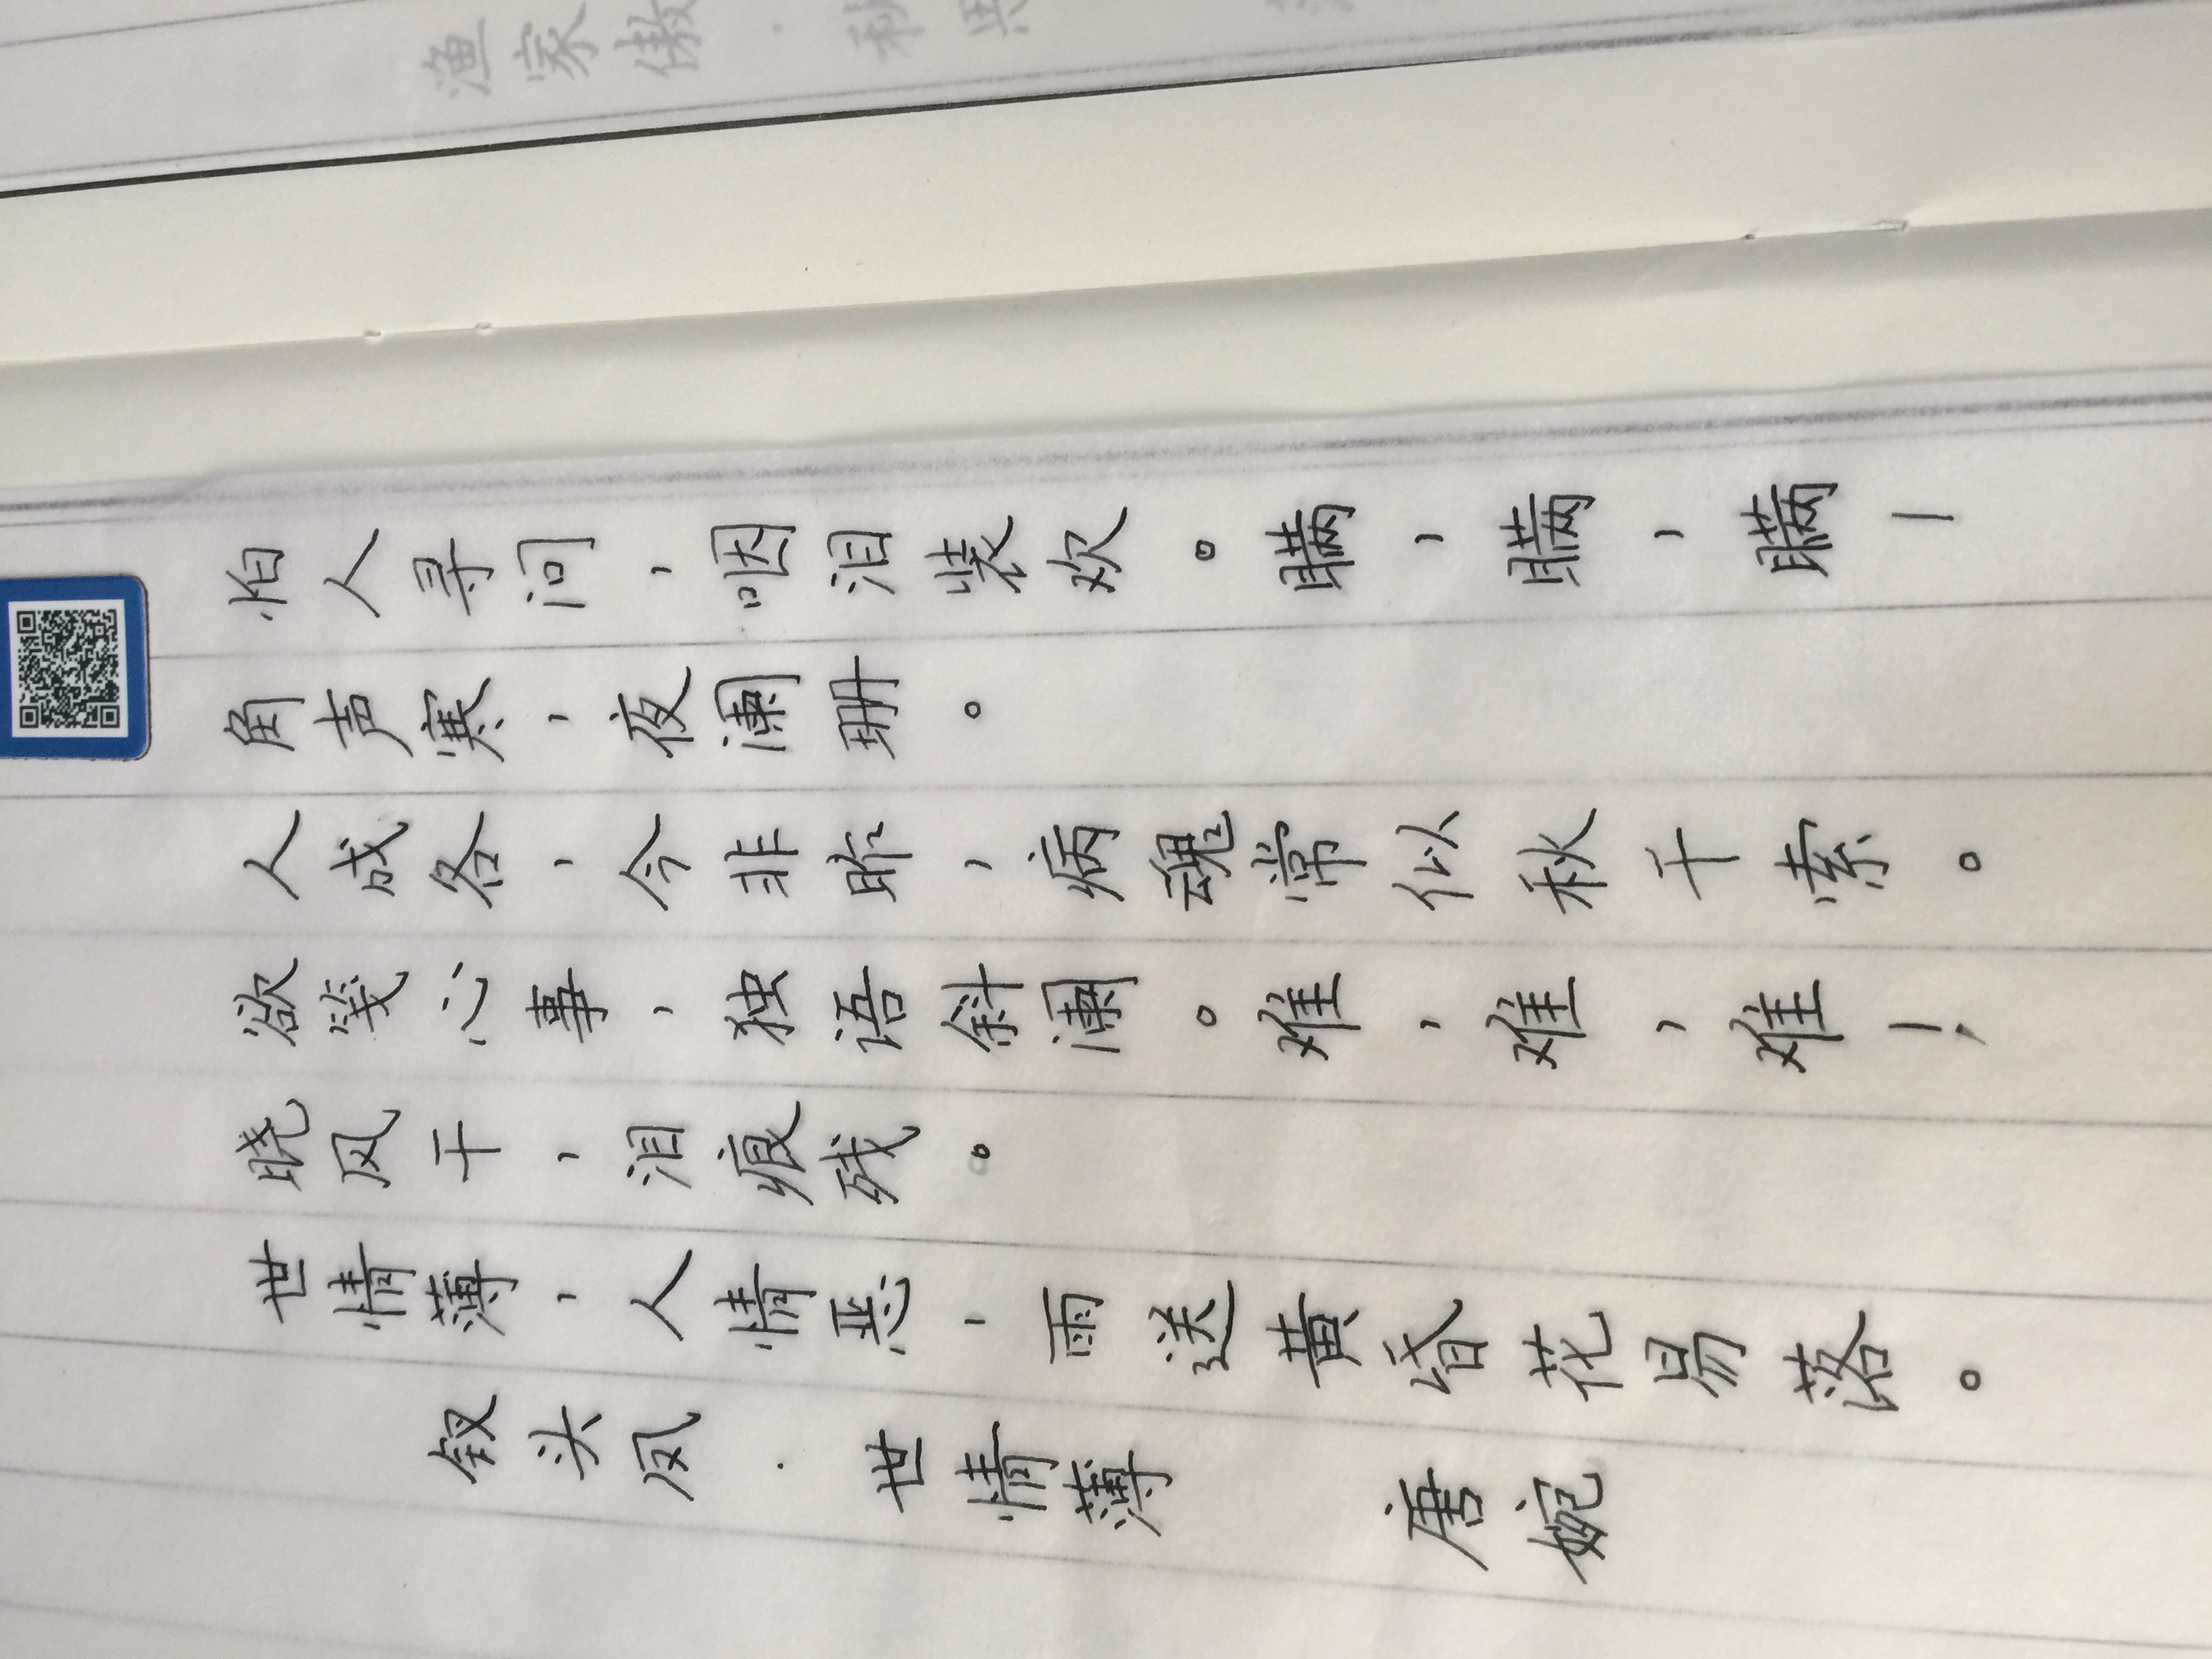 钗头凤·世情薄
唐婉
世情薄，人情恶，雨送黄昏花易落。
晓风干，泪痕残。
欲笺心事，独语斜阑。难，难，难！
人成各，今非昨，病魂常似秋千索。
角声寒，夜阑珊。
怕人寻问，咽泪装欢。瞒，瞒，瞒
渔家傲·秋思